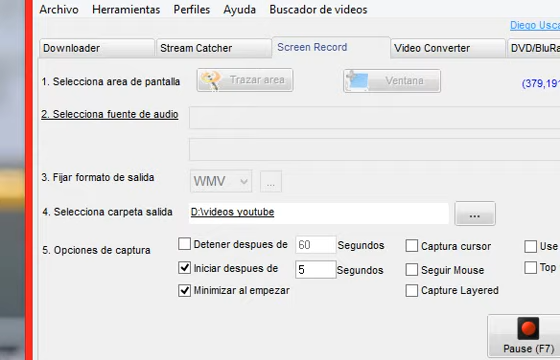 Archivo Herramientas Perfiles Ayuda Buscador de videos
Diego Usca
Downloader Stream Catcher Screen Record Video Converter DVD/BluRa
1. Selecciona area de pantalla Trazar area Ventana (379,191
2. Selecciona fuente de audio
3. Fijar formato de salida WMV ...
4. Selecciona carpeta salida D:\videos youtube ...
5. Opciones de captura Detener despues de 60 Segundos Captura cursor Use
Iniciar despues de 5 Segundos Seguir Mouse Top
Minimizar al empezar Capture Layered
Pause (F7)